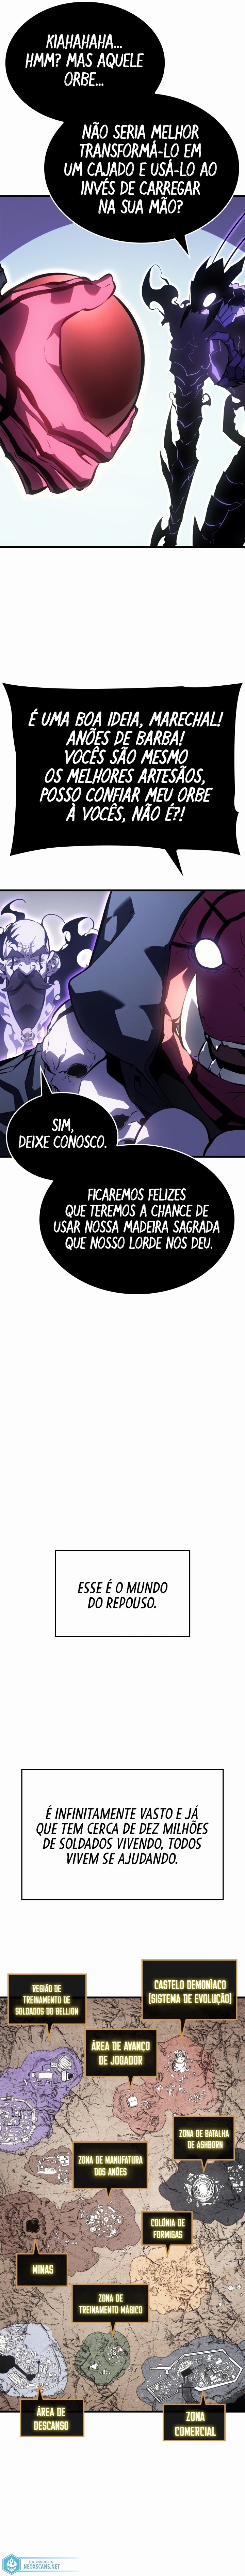 KIAHAHAHA...
HMM? MAS AQUELE
ORBE...
NÃO SERIA MELHOR
TRANSFORMÁ-LO EM
UM CAJADO E USÁ-LO AO
INVÉS DE CARREGAR
NA SUA MÃO?
É UMA BOA IDEIA, MARECHAL!
ANÕES DE BARBA!
VOCÊS SÃO MESMO
OS MELHORES ARTESÃOS,
POSSO CONFIAR MEU ORBE
À VOCÊS, NÃO É?!
SIM,
DEIXE CONOSCO.
FICAREMOS FELIZES
QUE TEREMOS A CHANCE DE
USAR NOSSA MADEIRA SAGRADA
QUE NOSSO LORDE NOS DEU.
ESSE É O MUNDO
DO REPOUSO.
É INFINITAMENTE VASTO E JÁ
QUE TEM CERCA DE DEZ MILHÕES
DE SOLDADOS VIVENDO, TODOS
VIVEM SE AJUDANDO.
REGIÃO DE
TREINAMENTO DE
SOLDADOS DO BELLION
CASTELO DEMONÍACO
(SISTEMA DE EVOLUÇÃO)
ÁREA DE AVANÇO
DE JOGADOR
ZONA DE BATALHA
DE ASHBORN
ZONA DE MANUFATURA
DOS ANÕES
COLÔNIA DE
FORMIGAS
MINAS
ZONA DE
TREINAMENTO MÁGICO
ÁREA DE
DESCANSO
ZONA
COMERCIAL
NEOXSCANS.NET